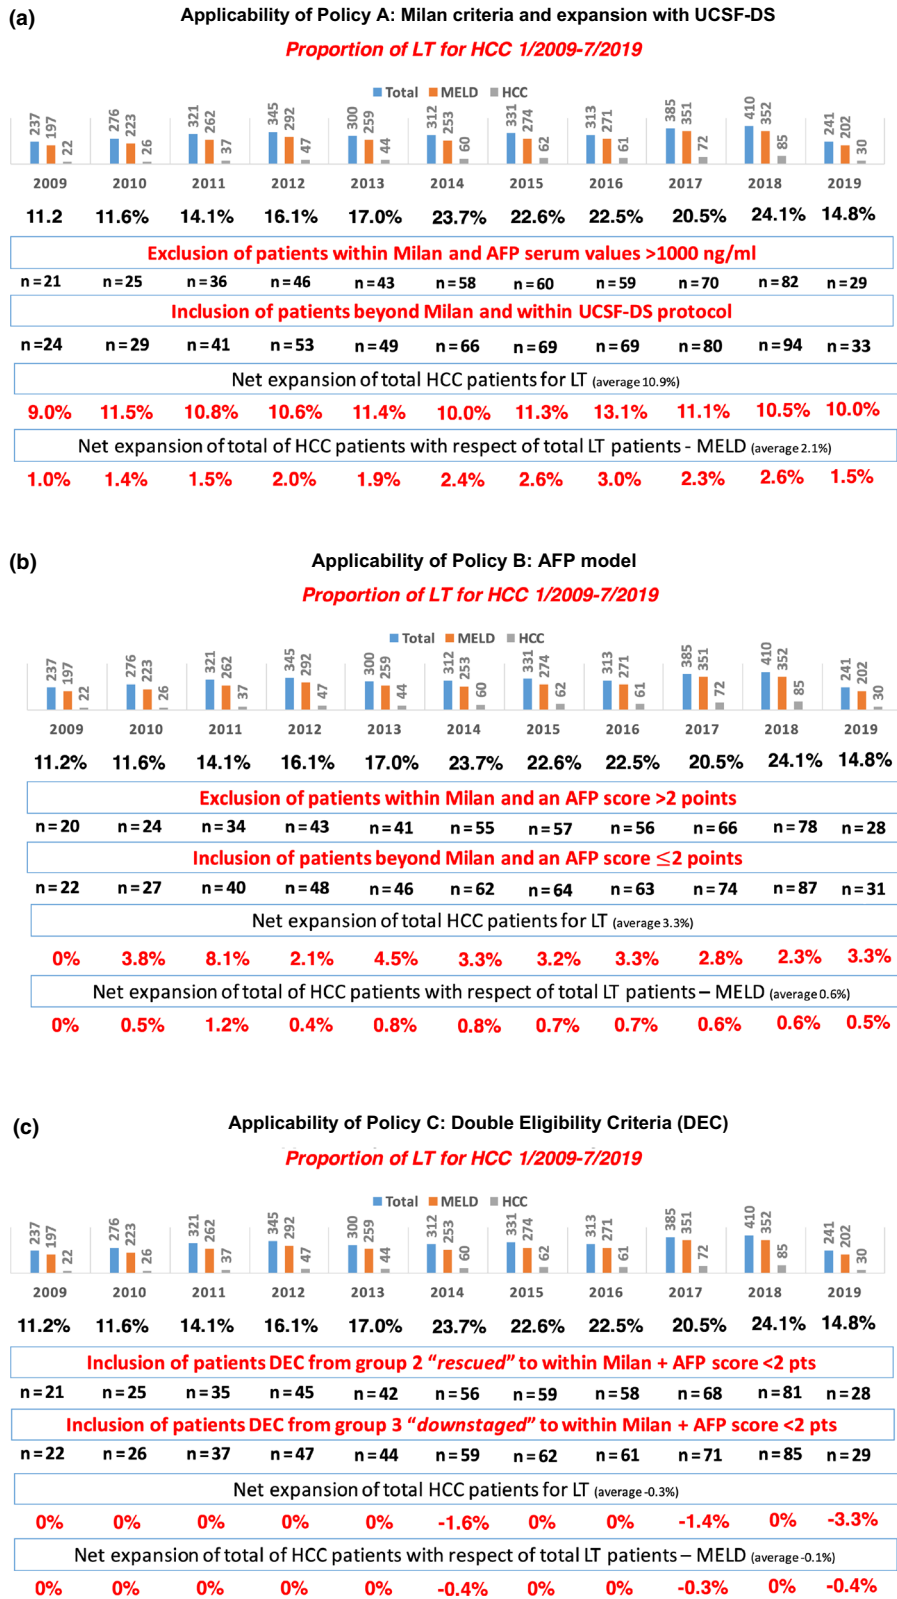 (a)
Applicability of Policy A: Milan criteria and expansion with UCSF-DS
Proportion of LT for HCC 1/2009-7/2019
Total MELD HCC
237 197 22 276 223 26 321 262 37 345 292 47 300 259 44 312 253 60 331 274 62 313 271 61 385 351 72 410 352 85 241 202 30
2009 2010 2011 2012 2013 2014 2015 2016 2017 2018 2019
11.2 11.6% 14.1% 16.1% 17.0% 23.7% 22.6% 22.5% 20.5% 24.1% 14.8%
Exclusion of patients within Milan and AFP serum values >1000 ng/ml
n=21 n=25 n=36 n=46 n=43 n=58 n=60 n=59 n=70 n=82 n=29
Inclusion of patients beyond Milan and within UCSF-DS protocol
n=24 n=29 n=41 n=53 n=49 n=66 n=69 n=69 n=80 n=94 n=33
Net expansion of total HCC patients for LT (average 10.9%)
9.0% 11.5% 10.8% 10.6% 11.4% 10.0% 11.3% 13.1% 11.1% 10.5% 10.0%
Net expansion of total of HCC patients with respect of total LT patients - MELD (average 2.1%)
1.0% 1.4% 1.5% 2.0% 1.9% 2.4% 2.6% 3.0% 2.3% 2.6% 1.5%
(b)
Applicability of Policy B: AFP model
Proportion of LT for HCC 1/2009-7/2019
Total MELD HCC
237 197 22 276 223 26 321 262 37 345 292 47 300 259 44 312 253 60 331 274 62 313 271 61 385 351 72 410 352 85 241 202 30
2009 2010 2011 2012 2013 2014 2015 2016 2017 2018 2019
11.2% 11.6% 14.1% 16.1% 17.0% 23.7% 22.6% 22.5% 20.5% 24.1% 14.8%
Exclusion of patients within Milan and an AFP score >2 points
n=20 n=24 n=34 n=43 n=41 n=55 n=57 n=56 n=66 n=78 n=28
Inclusion of patients beyond Milan and an AFP score ≤2 points
n=22 n=27 n=40 n=48 n=46 n=62 n=64 n=63 n=74 n=87 n=31
Net expansion of total HCC patients for LT (average 3.3%)
0% 3.8% 8.1% 2.1% 4.5% 3.3% 3.2% 3.3% 2.8% 2.3% 3.3%
Net expansion of total of HCC patients with respect of total LT patients – MELD (average 0.6%)
0% 0.5% 1.2% 0.4% 0.8% 0.8% 0.7% 0.7% 0.6% 0.6% 0.5%
(c)
Applicability of Policy C: Double Eligibility Criteria (DEC)
Proportion of LT for HCC 1/2009-7/2019
Total MELD HCC
237 197 22 276 223 26 321 262 37 345 292 47 300 259 44 312 253 60 331 274 62 313 271 61 385 351 72 410 352 85 241 202 30
2009 2010 2011 2012 2013 2014 2015 2016 2017 2018 2019
11.2% 11.6% 14.1% 16.1% 17.0% 23.7% 22.6% 22.5% 20.5% 24.1% 14.8%
Inclusion of patients DEC from group 2 “rescued” to within Milan + AFP score <2 pts
n=21 n=25 n=35 n=45 n=42 n=56 n=59 n=58 n=68 n=81 n=28
Inclusion of patients DEC from group 3 “downstaged” to within Milan + AFP score <2 pts
n=22 n=26 n=37 n=47 n=44 n=59 n=62 n=61 n=71 n=85 n=29
Net expansion of total HCC patients for LT (average -0.3%)
0% 0% 0% 0% 0% -1.6% 0% 0% -1.4% 0% -3.3%
Net expansion of total of HCC patients with respect of total LT patients – MELD (average -0.1%)
0% 0% 0% 0% 0% -0.4% 0% 0% -0.3% 0% -0.4%